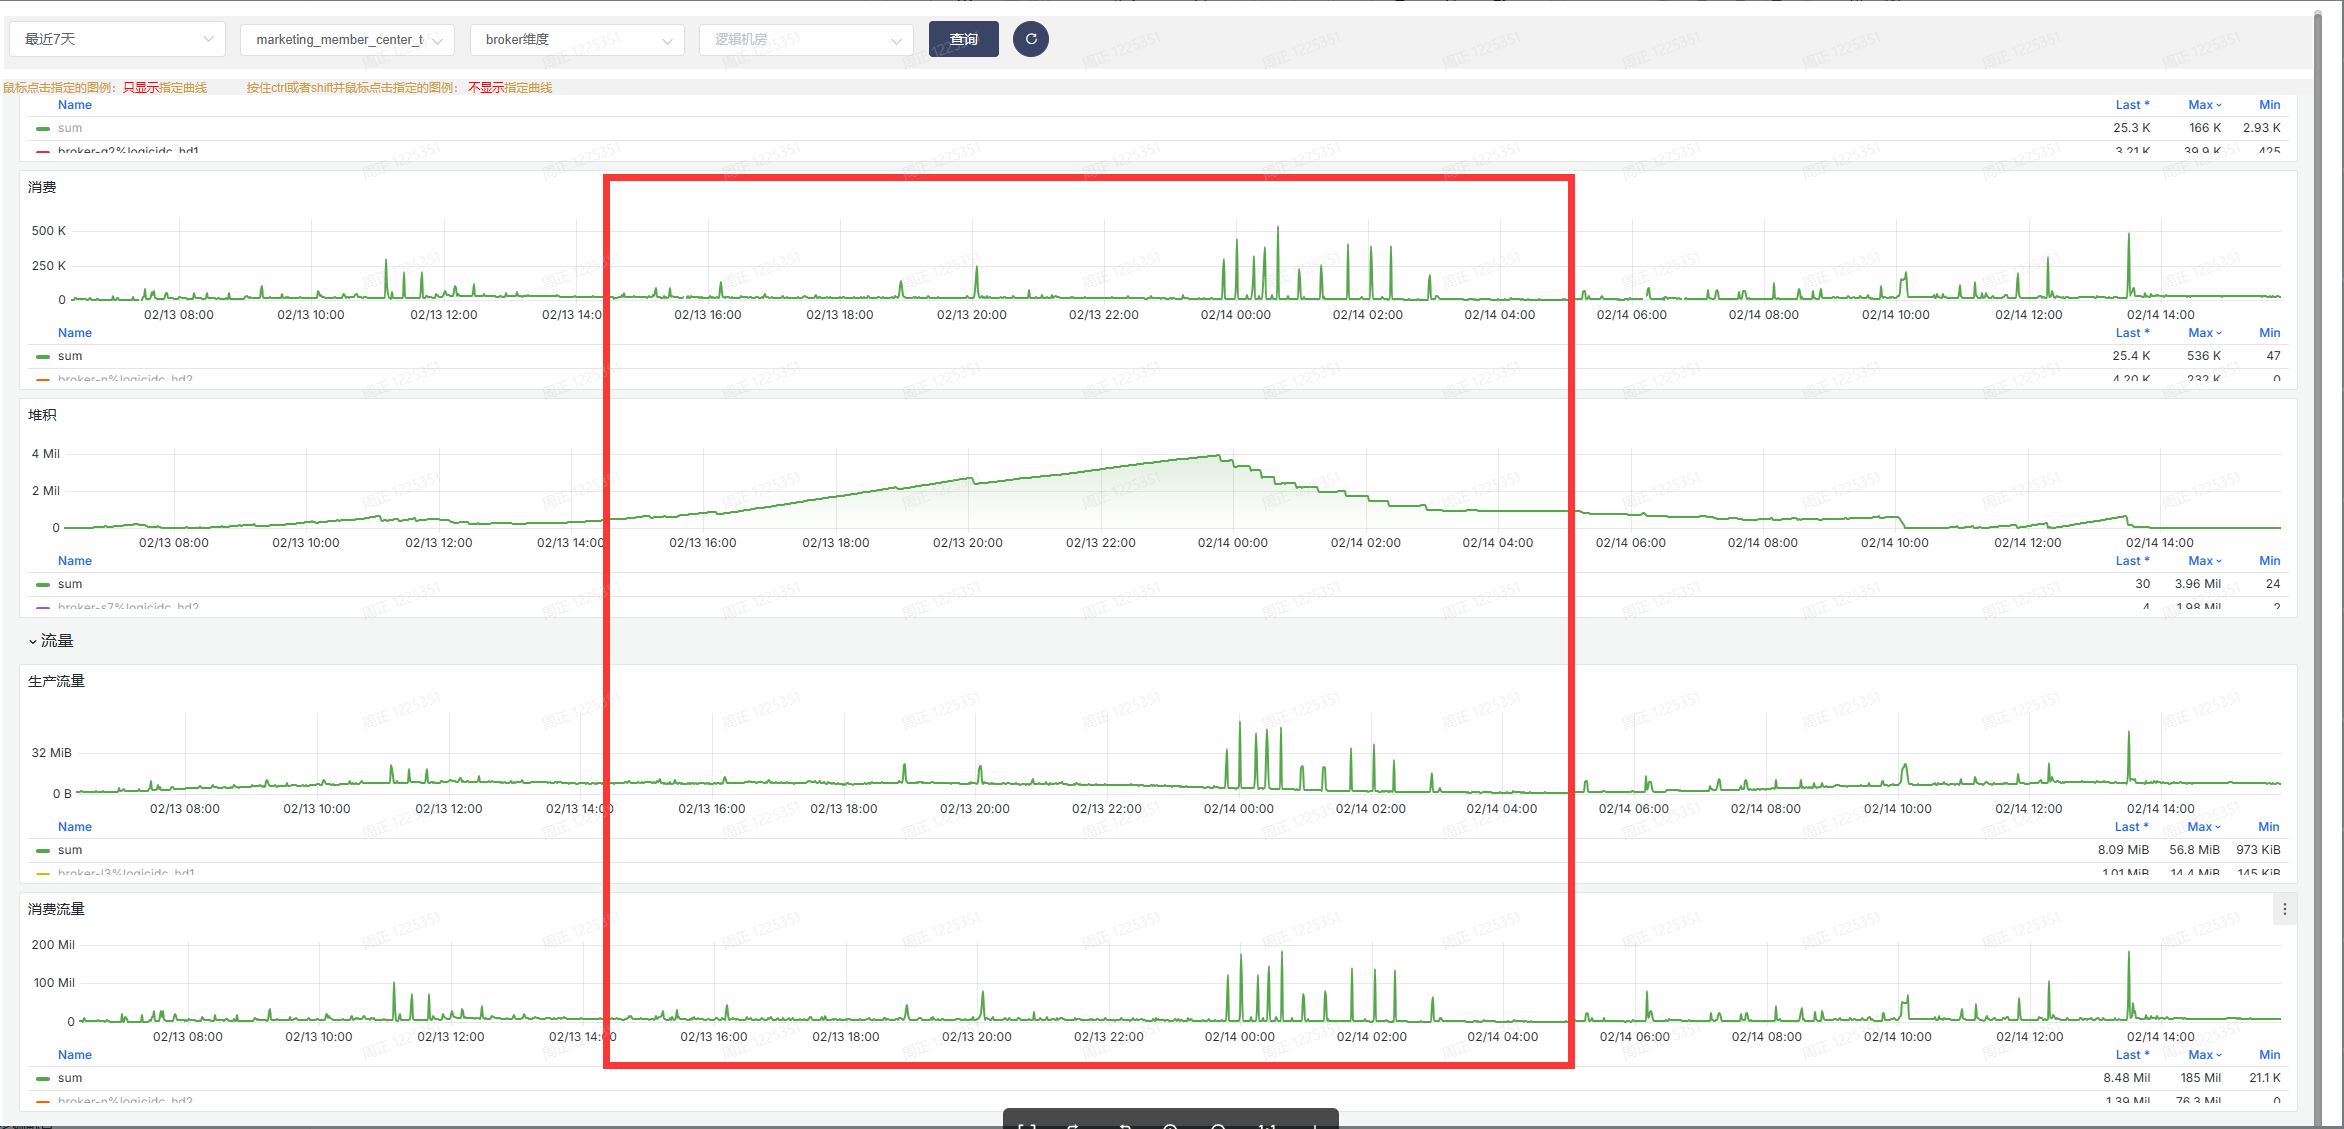 最近7天 marketing_member_center_t broker维度 逻辑机房 查询
鼠标点击指定的图例：只显示指定曲线 按住ctrl或者shift并鼠标点击指定的图例：不显示指定曲线
Name Last * Max Min
sum 25.3 K 166 K 2.93 K
broker-g2%logicidc_hd1 3.21 K 39.9 K 425
消费
500 K
250 K
0
02/13 08:00 02/13 10:00 02/13 12:00 02/13 14:00 02/13 16:00 02/13 18:00 02/13 20:00 02/13 22:00 02/14 00:00 02/14 02:00 02/14 04:00 02/14 06:00 02/14 08:00 02/14 10:00 02/14 12:00 02/14 14:00
Name Last * Max Min
sum 25.4 K 536 K 47
broker-n%logicidc_hd2 4.20 K 232 K 0
堆积
4 Mil
2 Mil
0
02/13 08:00 02/13 10:00 02/13 12:00 02/13 14:00 02/13 16:00 02/13 18:00 02/13 20:00 02/13 22:00 02/14 00:00 02/14 02:00 02/14 04:00 02/14 06:00 02/14 08:00 02/14 10:00 02/14 12:00 02/14 14:00
Name Last * Max Min
sum 30 3.96 Mil 24
broker-s7%logicidc_hd2 4 1.98 Mil 2
流量
生产流量
32 MiB
0 B
02/13 08:00 02/13 10:00 02/13 12:00 02/13 14:00 02/13 16:00 02/13 18:00 02/13 20:00 02/13 22:00 02/14 00:00 02/14 02:00 02/14 04:00 02/14 06:00 02/14 08:00 02/14 10:00 02/14 12:00 02/14 14:00
Name Last * Max Min
sum 8.09 MiB 56.8 MiB 973 KiB
broker-l3%logicidc_hd1 1.01 MiB 14.4 MiB 145 KiB
消费流量
200 Mil
100 Mil
0
02/13 08:00 02/13 10:00 02/13 12:00 02/13 14:00 02/13 16:00 02/13 18:00 02/13 20:00 02/13 22:00 02/14 00:00 02/14 02:00 02/14 04:00 02/14 06:00 02/14 08:00 02/14 10:00 02/14 12:00 02/14 14:00
Name Last * Max Min
sum 8.48 Mil 185 Mil 21.1 K
broker-n%logicidc_hd2 1.39 Mil 76.3 Mil 0
周正 1225351